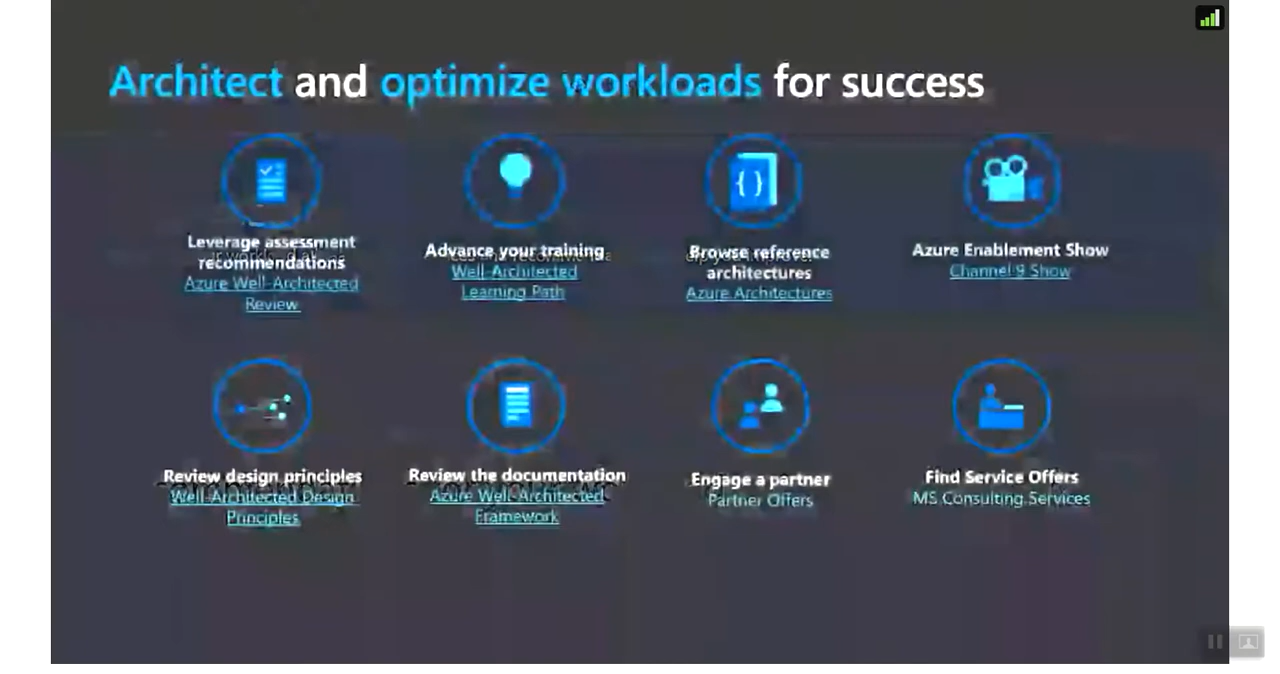 Architect and optimize workloads for success
Leverage assessment
recommendations
Azure Well-Architected
Review
Advance your training
Well-Architected
Learning Path
Browse reference
architectures
Azure Architectures
Azure Enablement Show
Channel 9 Show
Review design principles
Well-Architected Design
Principles
Review the documentation
Azure Well-Architected
Framework
Engage a partner
Partner Offers
Find Service Offers
MS Consulting Services